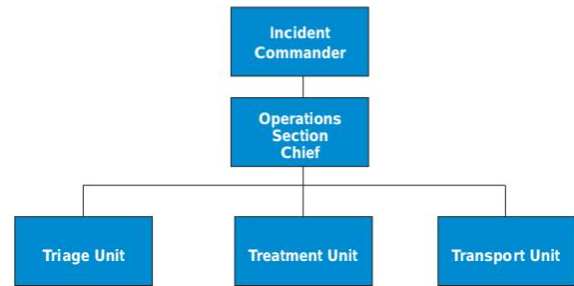 Incident
Commander
Operations
Section
Chief
Triage Unit
Treatment Unit
Transport Unit